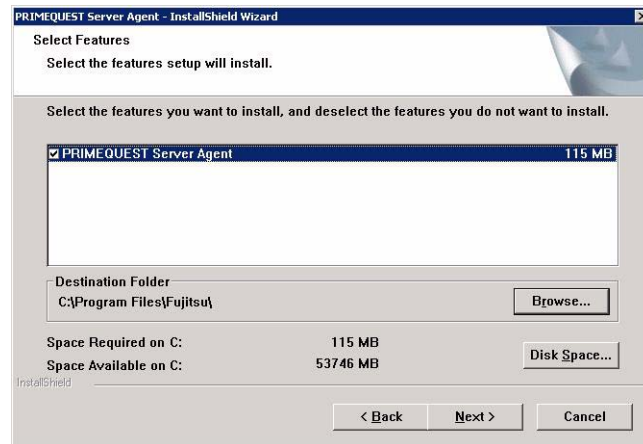 PRIMEQUEST Server Agent - InstallShield Wizard
Select Features
Select the features setup will install.
Select the features you want to install, and deselect the features you do not want to install.
PRIMEQUEST Server Agent 115 MB
Destination Folder
C:\Program Files\Fujitsu\
Browse...
Space Required on C: 115 MB
Space Available on C: 53746 MB
Disk Space...
InstallShield
< Back Next > Cancel